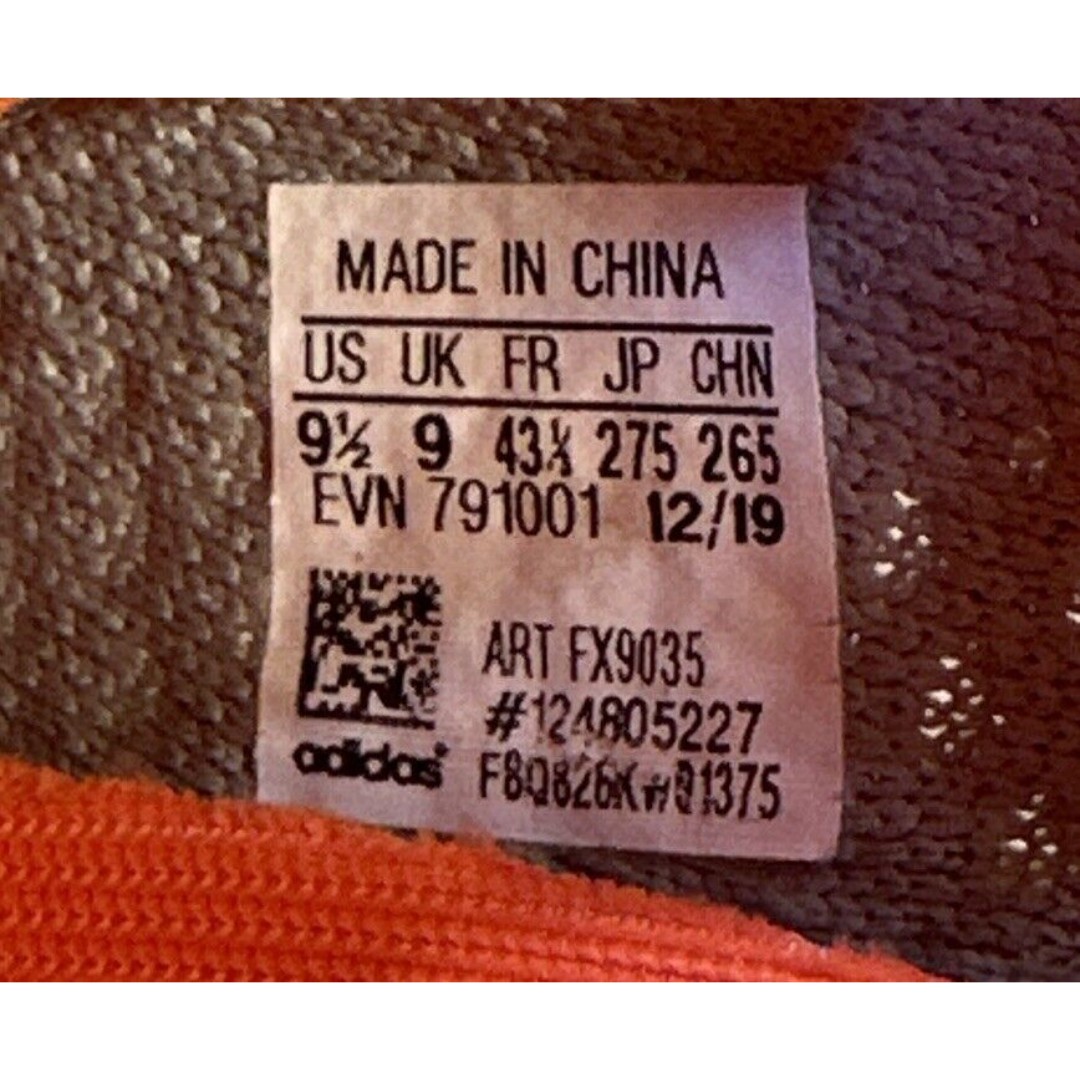 MADE IN CHINA
US UK FR JP CHN
9½ 9 43⅓ 275 265
EVN 791001 12/19
ART FX9035
#124805227
adidas